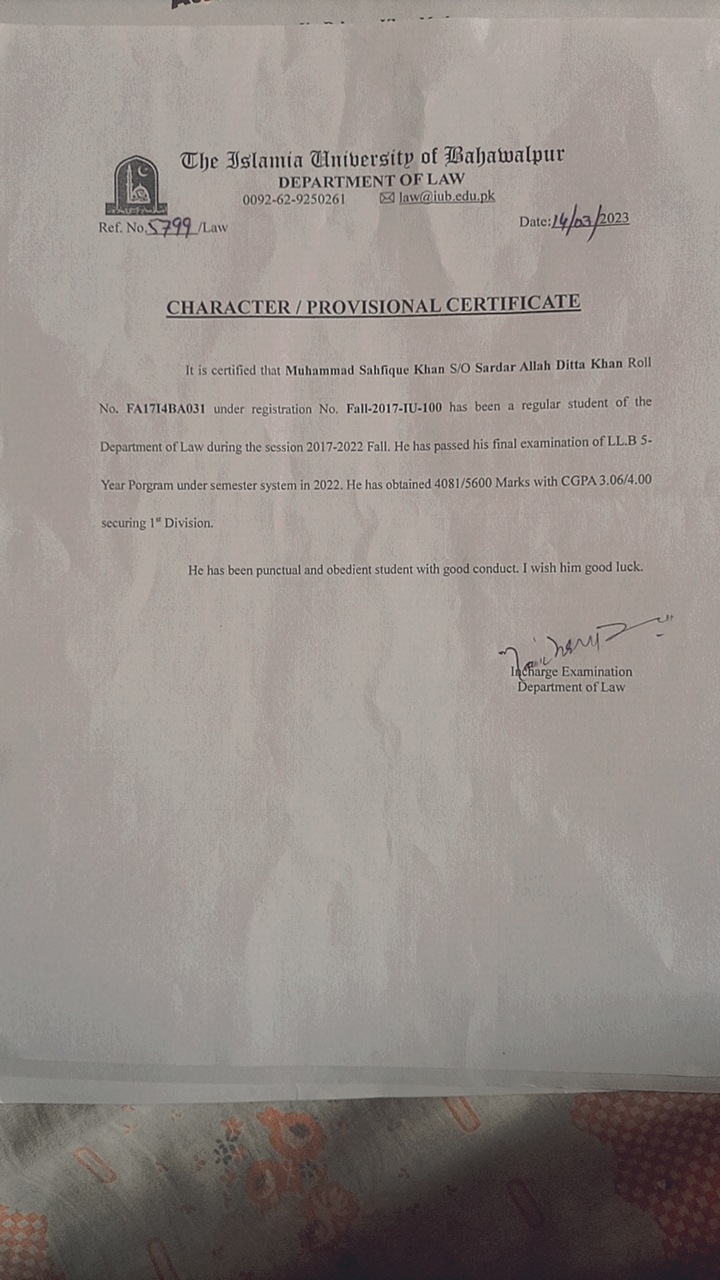 The Islamia University of Bahawalpur
DEPARTMENT OF LAW
0092-62-9250261 law@iub.edu.pk
Ref. No. 5799 /Law Date: 14/03/2023
CHARACTER / PROVISIONAL CERTIFICATE
It is certified that Muhammad Sahfique Khan S/O Sardar Allah Ditta Khan Roll
No. FA17I4BA031 under registration No. Fall-2017-IU-100 has been a regular student of the
Department of Law during the session 2017-2022 Fall. He has passed his final examination of LL.B 5-
Year Porgram under semester system in 2022. He has obtained 4081/5600 Marks with CGPA 3.06/4.00
securing 1st Division.
He has been punctual and obedient student with good conduct. I wish him good luck.
Incharge Examination
Department of Law